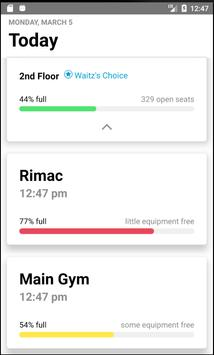 12:47
MONDAY, MARCH 5
Today
2nd Floor Waitz's Choice
44% full 329 open seats
Rimac
12:47 pm
77% full little equipment free
Main Gym
12:47 pm
54% full some equipment free